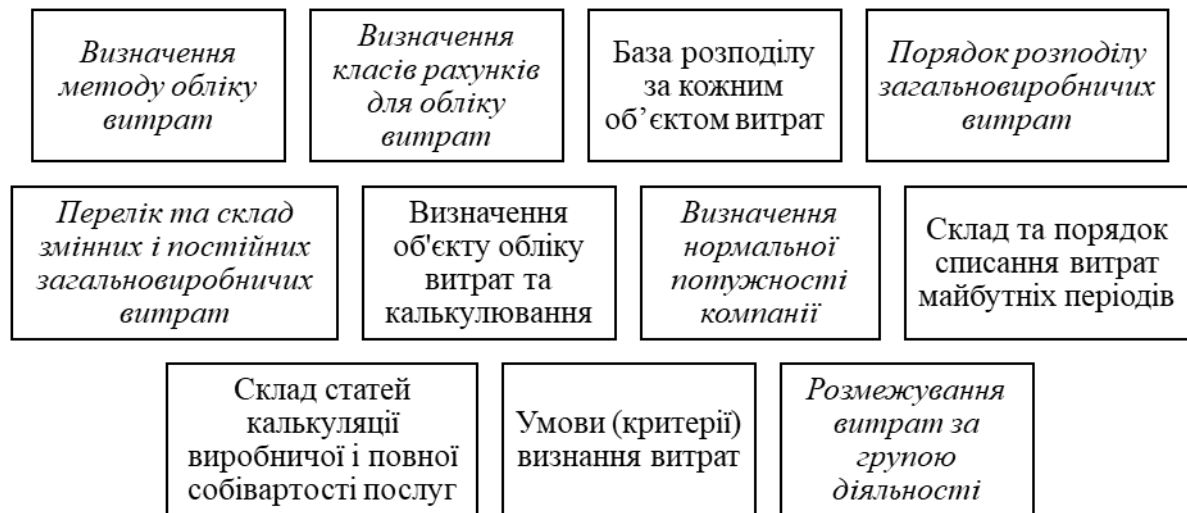 Визначення
методу обліку
витрат
Визначення
класів рахунків
для обліку
витрат
База розподілу
за кожним
об’єктом витрат
Порядок розподілу
загальновиробничих
витрат
Перелік та склад
змінних і постійних
загальновиробничих
витрат
Визначення
об'єкту обліку
витрат та
калькулювання
Визначення
нормальної
потужності
компанії
Склад та порядок
списання витрат
майбутніх періодів
Склад статей
калькуляції
виробничої і повної
собівартості послуг
Умови (критерії)
визнання витрат
Розмежування
витрат за
групою
діяльності